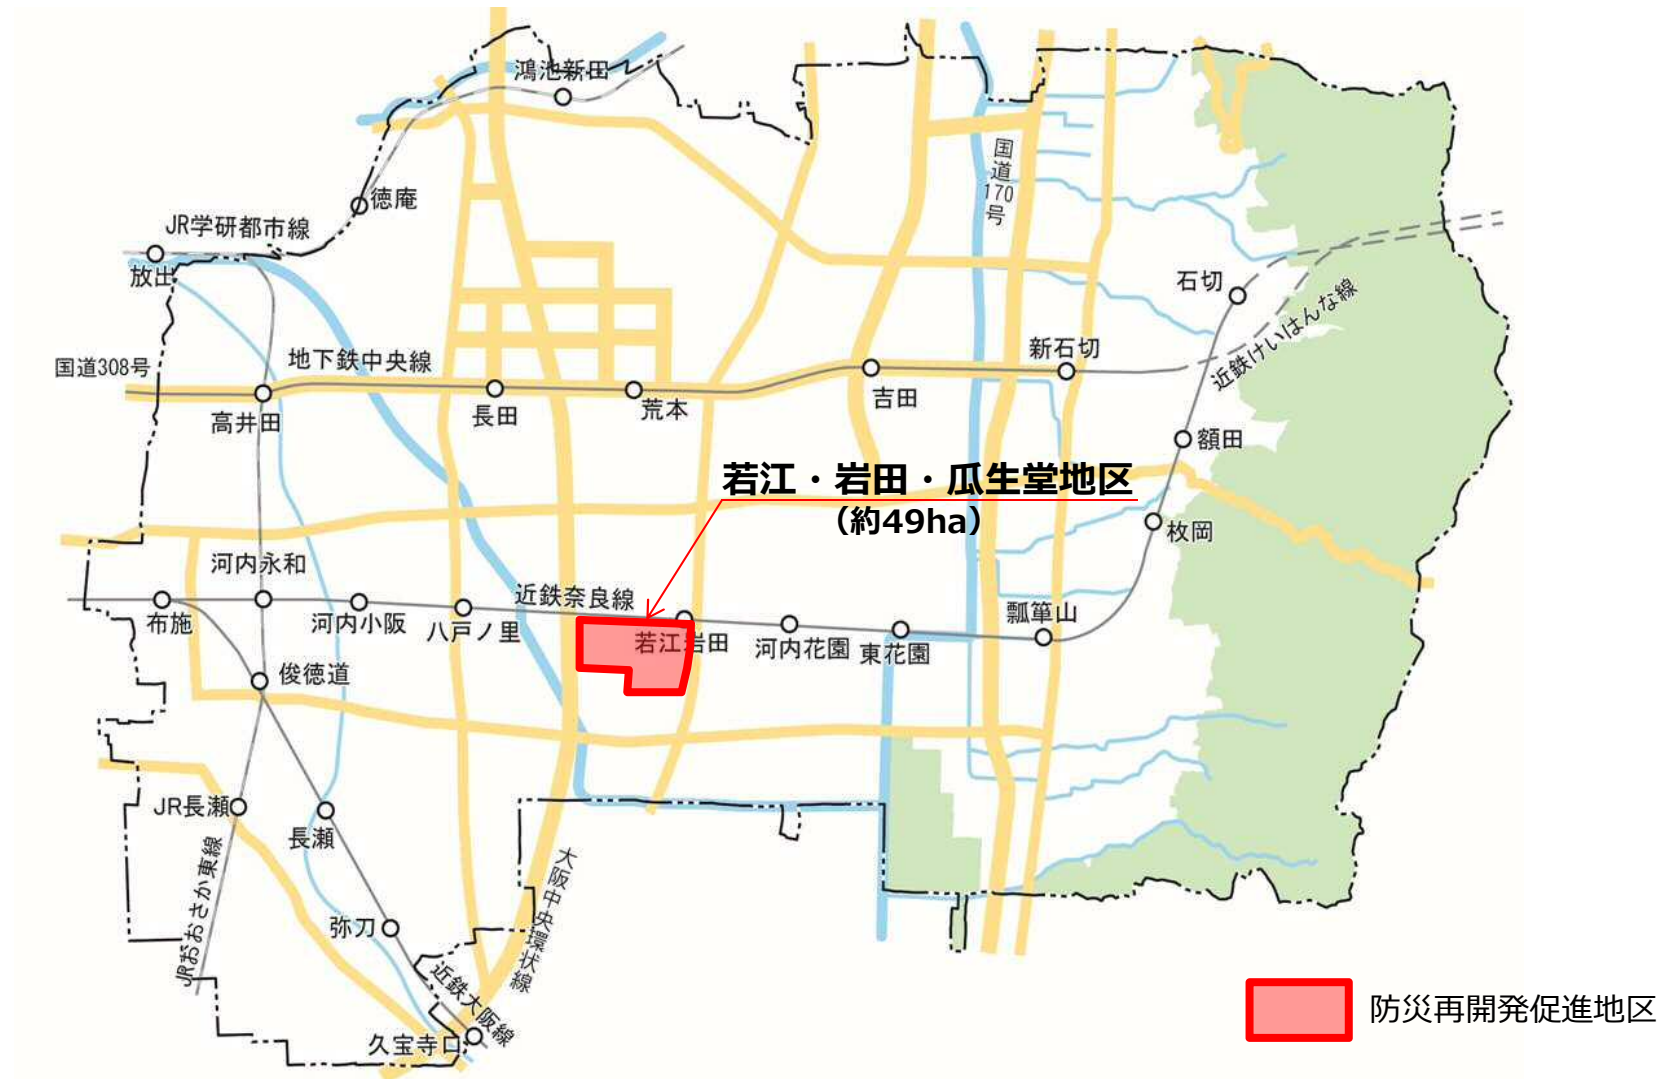 鴻池新田
徳庵
JR学研都市線
放出
国道170号
石切
近鉄けいはんな線
新石切
国道308号
地下鉄中央線
高井田
長田
荒本
吉田
額田
若江・岩田・瓜生堂地区
（約49ha）
枚岡
河内永和
近鉄奈良線
布施
河内小阪
八戸ノ里
若江岩田
河内花園
東花園
瓢箪山
俊徳道
JR長瀬
長瀬
JRおおさか東線
大阪中央環状線
弥刀
近鉄大阪線
久宝寺口
防災再開発促進地区